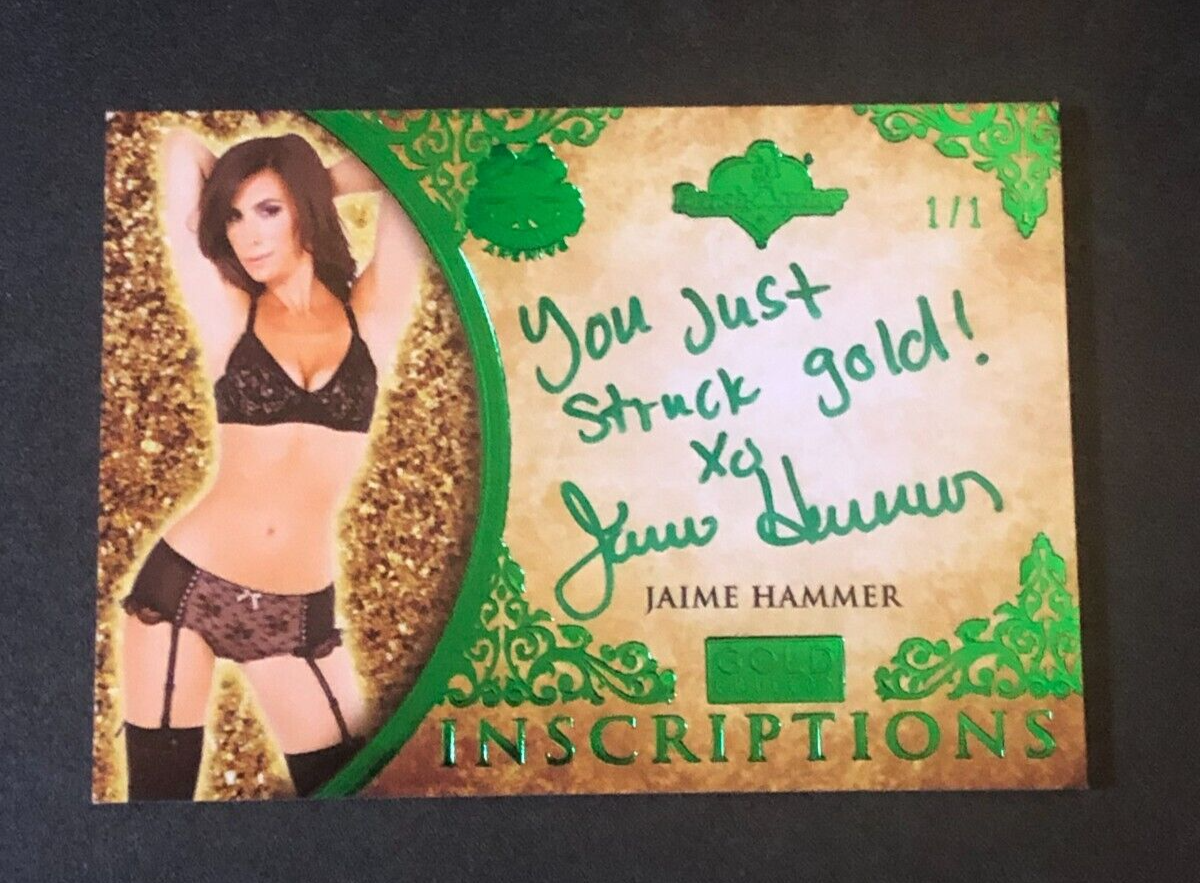 1/1
You Just
struck gold!
xo
Jaime Hammer
JAIME HAMMER
GOLD
INSCRIPTIONS